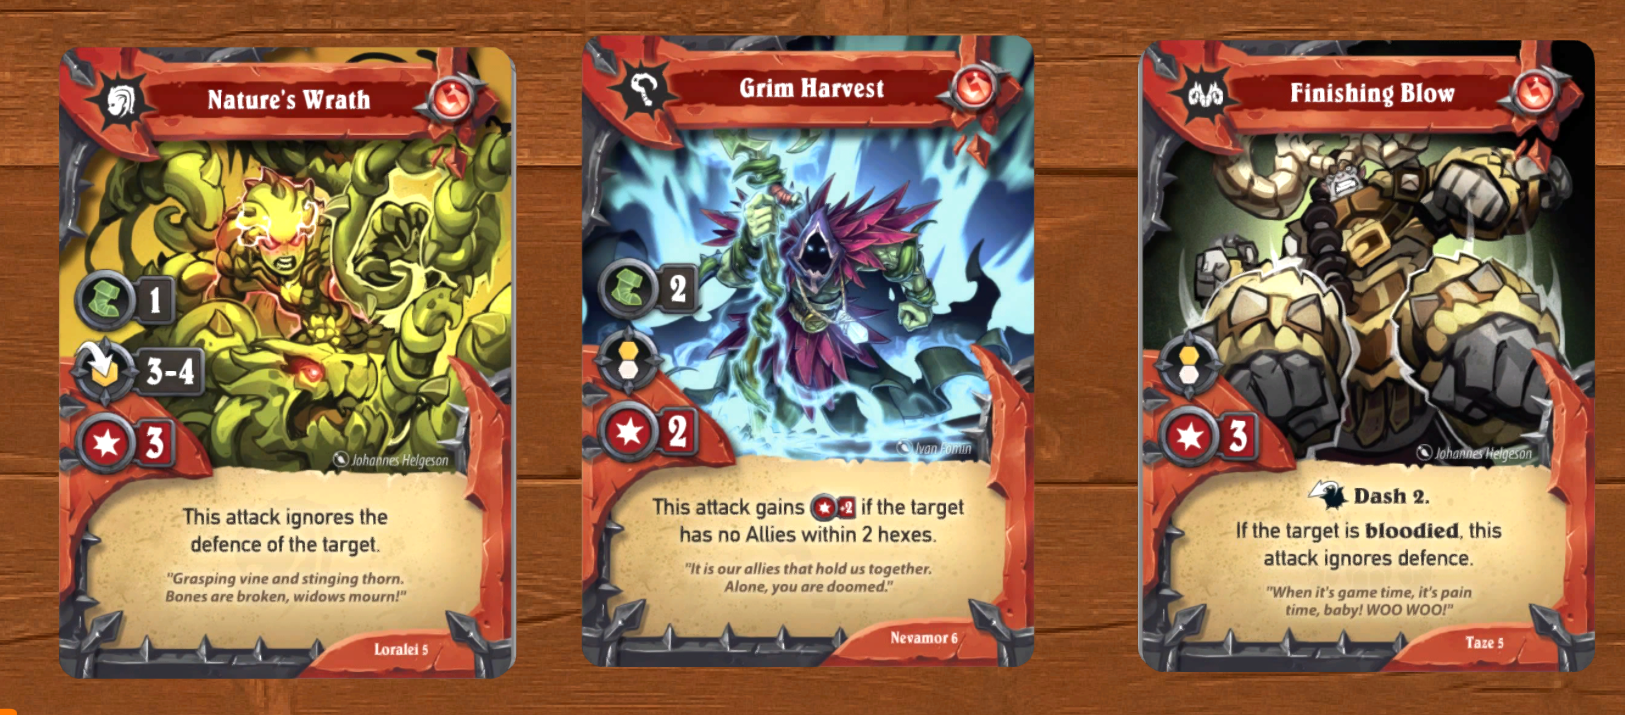 Nature's Wrath
1
3-4
3
Johannes Helgeson
This attack ignores the
defence of the target.
"Grasping vine and stinging thorn.
Bones are broken, widows mourn!"
Loralei 5
Grim Harvest
2
2
Ivan Fomin
This attack gains +2 if the target
has no Allies within 2 hexes.
"It is our allies that hold us together.
Alone, you are doomed."
Nevamor 6
Finishing Blow
3
Johannes Helgeson
Dash 2.
If the target is bloodied, this
attack ignores defence.
"When it's game time, it's pain
time, baby! WOO WOO!"
Taze 5